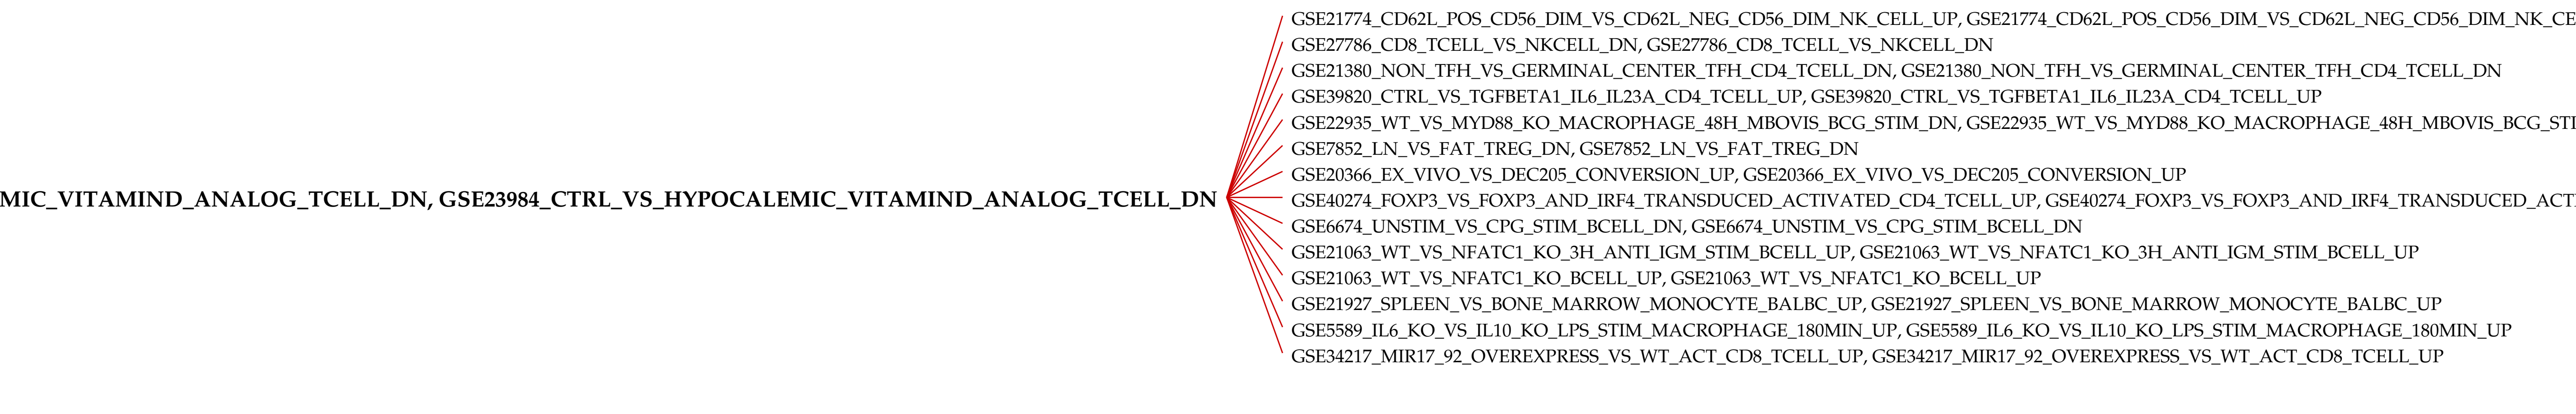 GSE21774_CD62L_POS_CD56_DIM_VS_CD62L_NEG_CD56_DIM_NK_CELL_UP, GSE21774_CD62L_POS_CD56_DIM_VS_CD62L_NEG_CD56_DIM_NK_CE
GSE27786_CD8_TCELL_VS_NKCELL_DN, GSE27786_CD8_TCELL_VS_NKCELL_DN
GSE21380_NON_TFH_VS_GERMINAL_CENTER_TFH_CD4_TCELL_DN, GSE21380_NON_TFH_VS_GERMINAL_CENTER_TFH_CD4_TCELL_DN
GSE39820_CTRL_VS_TGFBETA1_IL6_IL23A_CD4_TCELL_UP, GSE39820_CTRL_VS_TGFBETA1_IL6_IL23A_CD4_TCELL_UP
GSE22935_WT_VS_MYD88_KO_MACROPHAGE_48H_MBOVIS_BCG_STIM_DN, GSE22935_WT_VS_MYD88_KO_MACROPHAGE_48H_MBOVIS_BCG_STI
GSE7852_LN_VS_FAT_TREG_DN, GSE7852_LN_VS_FAT_TREG_DN
GSE20366_EX_VIVO_VS_DEC205_CONVERSION_UP, GSE20366_EX_VIVO_VS_DEC205_CONVERSION_UP
MIC_VITAMIND_ANALOG_TCELL_DN, GSE23984_CTRL_VS_HYPOCALEMIC_VITAMIND_ANALOG_TCELL_DN
GSE40274_FOXP3_VS_FOXP3_AND_IRF4_TRANSDUCED_ACTIVATED_CD4_TCELL_UP, GSE40274_FOXP3_VS_FOXP3_AND_IRF4_TRANSDUCED_ACT
GSE6674_UNSTIM_VS_CPG_STIM_BCELL_DN, GSE6674_UNSTIM_VS_CPG_STIM_BCELL_DN
GSE21063_WT_VS_NFATC1_KO_3H_ANTI_IGM_STIM_BCELL_UP, GSE21063_WT_VS_NFATC1_KO_3H_ANTI_IGM_STIM_BCELL_UP
GSE21063_WT_VS_NFATC1_KO_BCELL_UP, GSE21063_WT_VS_NFATC1_KO_BCELL_UP
GSE21927_SPLEEN_VS_BONE_MARROW_MONOCYTE_BALBC_UP, GSE21927_SPLEEN_VS_BONE_MARROW_MONOCYTE_BALBC_UP
GSE5589_IL6_KO_VS_IL10_KO_LPS_STIM_MACROPHAGE_180MIN_UP, GSE5589_IL6_KO_VS_IL10_KO_LPS_STIM_MACROPHAGE_180MIN_UP
GSE34217_MIR17_92_OVEREXPRESS_VS_WT_ACT_CD8_TCELL_UP, GSE34217_MIR17_92_OVEREXPRESS_VS_WT_ACT_CD8_TCELL_UP